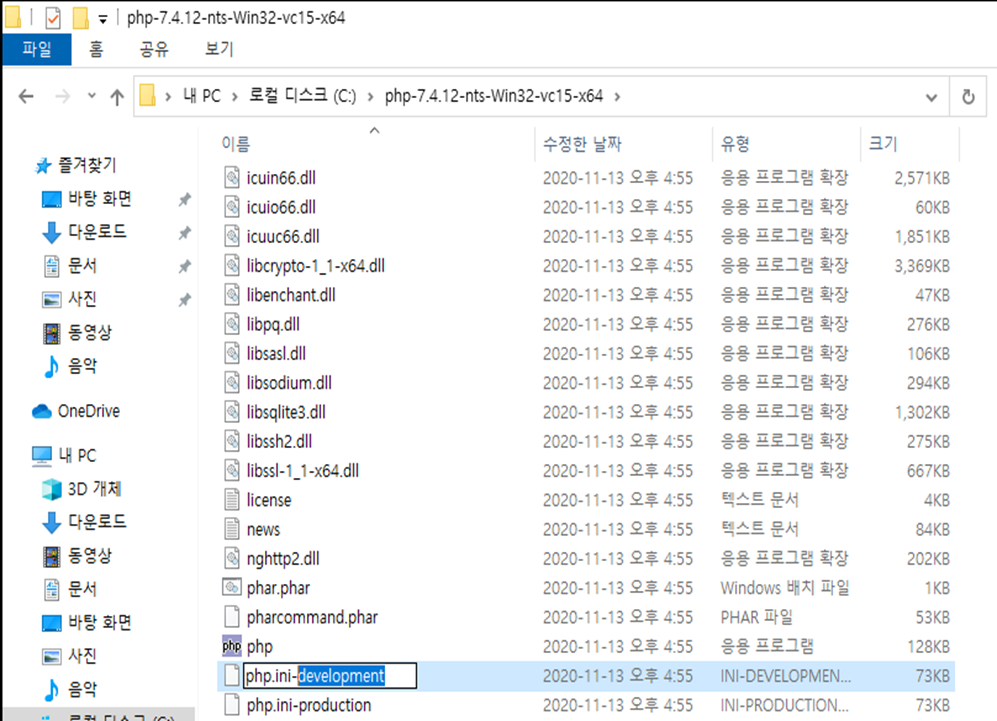 php-7.4.12-nts-Win32-vc15-x64
파일 홈 공유 보기
내 PC 로컬 디스크 (C:) php-7.4.12-nts-Win32-vc15-x64
이름 수정한 날짜 유형 크기
즐겨찾기
바탕 화면
다운로드
문서
사진
동영상
음악
OneDrive
내 PC
3D 개체
다운로드
동영상
문서
바탕 화면
사진
음악
로컬 디스크 (C:)
icuin66.dll 2020-11-13 오후 4:55 응용 프로그램 확장 2,571KB
icuio66.dll 2020-11-13 오후 4:55 응용 프로그램 확장 60KB
icuuc66.dll 2020-11-13 오후 4:55 응용 프로그램 확장 1,851KB
libcrypto-1_1-x64.dll 2020-11-13 오후 4:55 응용 프로그램 확장 3,369KB
libenchant.dll 2020-11-13 오후 4:55 응용 프로그램 확장 47KB
libpq.dll 2020-11-13 오후 4:55 응용 프로그램 확장 276KB
libsasl.dll 2020-11-13 오후 4:55 응용 프로그램 확장 106KB
libsodium.dll 2020-11-13 오후 4:55 응용 프로그램 확장 294KB
libsqlite3.dll 2020-11-13 오후 4:55 응용 프로그램 확장 1,302KB
libssh2.dll 2020-11-13 오후 4:55 응용 프로그램 확장 275KB
libssl-1_1-x64.dll 2020-11-13 오후 4:55 응용 프로그램 확장 667KB
license 2020-11-13 오후 4:55 텍스트 문서 4KB
news 2020-11-13 오후 4:55 텍스트 문서 84KB
nghttp2.dll 2020-11-13 오후 4:55 응용 프로그램 확장 202KB
phar.phar 2020-11-13 오후 4:55 Windows 배치 파일 1KB
pharcommand.phar 2020-11-13 오후 4:55 PHAR 파일 53KB
php php 2020-11-13 오후 4:55 응용 프로그램 128KB
php.ini-development 2020-11-13 오후 4:55 INI-DEVELOPMEN... 73KB
php.ini-production 2020-11-13 오후 4:55 INI-PRODUCTION... 73KB